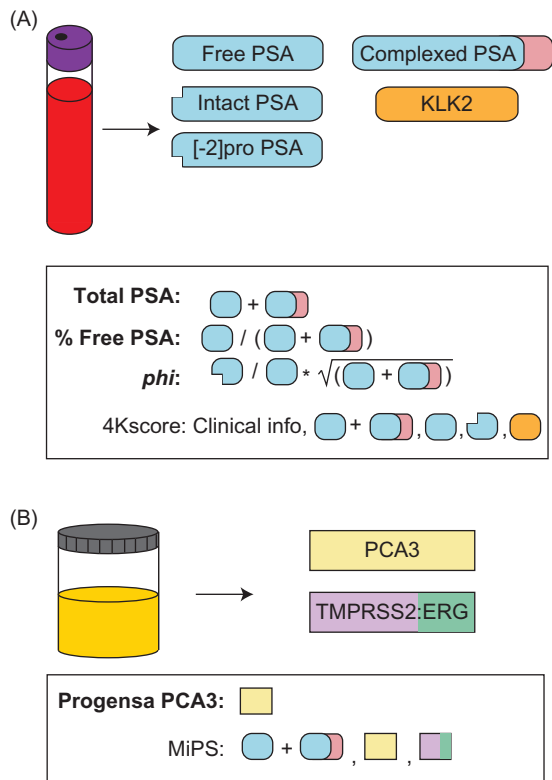 (A)
Free PSA
Complexed PSA
Intact PSA
KLK2
[-2]pro PSA
Total PSA: +
% Free PSA: / ( + )
phi: / * √( + )
4Kscore: Clinical info, + , , ,
(B)
PCA3
TMPRSS2:ERG
Progensa PCA3:
MiPS: + , ,